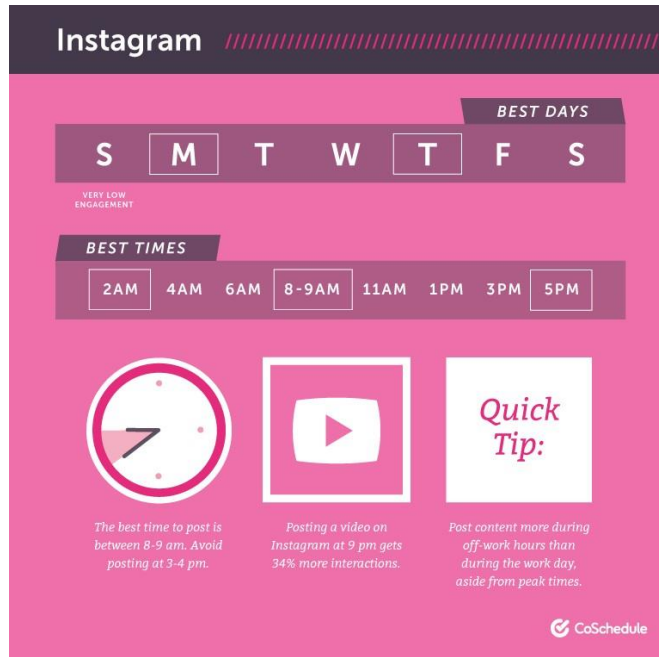 Instagram
BEST DAYS
S M T W T F S
VERY LOW
ENGAGEMENT
BEST TIMES
2AM 4AM 6AM 8-9AM 11AM 1PM 3PM 5PM
Quick
Tip:
The best time to post is
between 8-9 am. Avoid
posting at 3-4 pm.
Posting a video on
Instagram at 9 pm gets
34% more interactions.
Post content more during
off-work hours than
during the work day,
aside from peak times.
CoSchedule